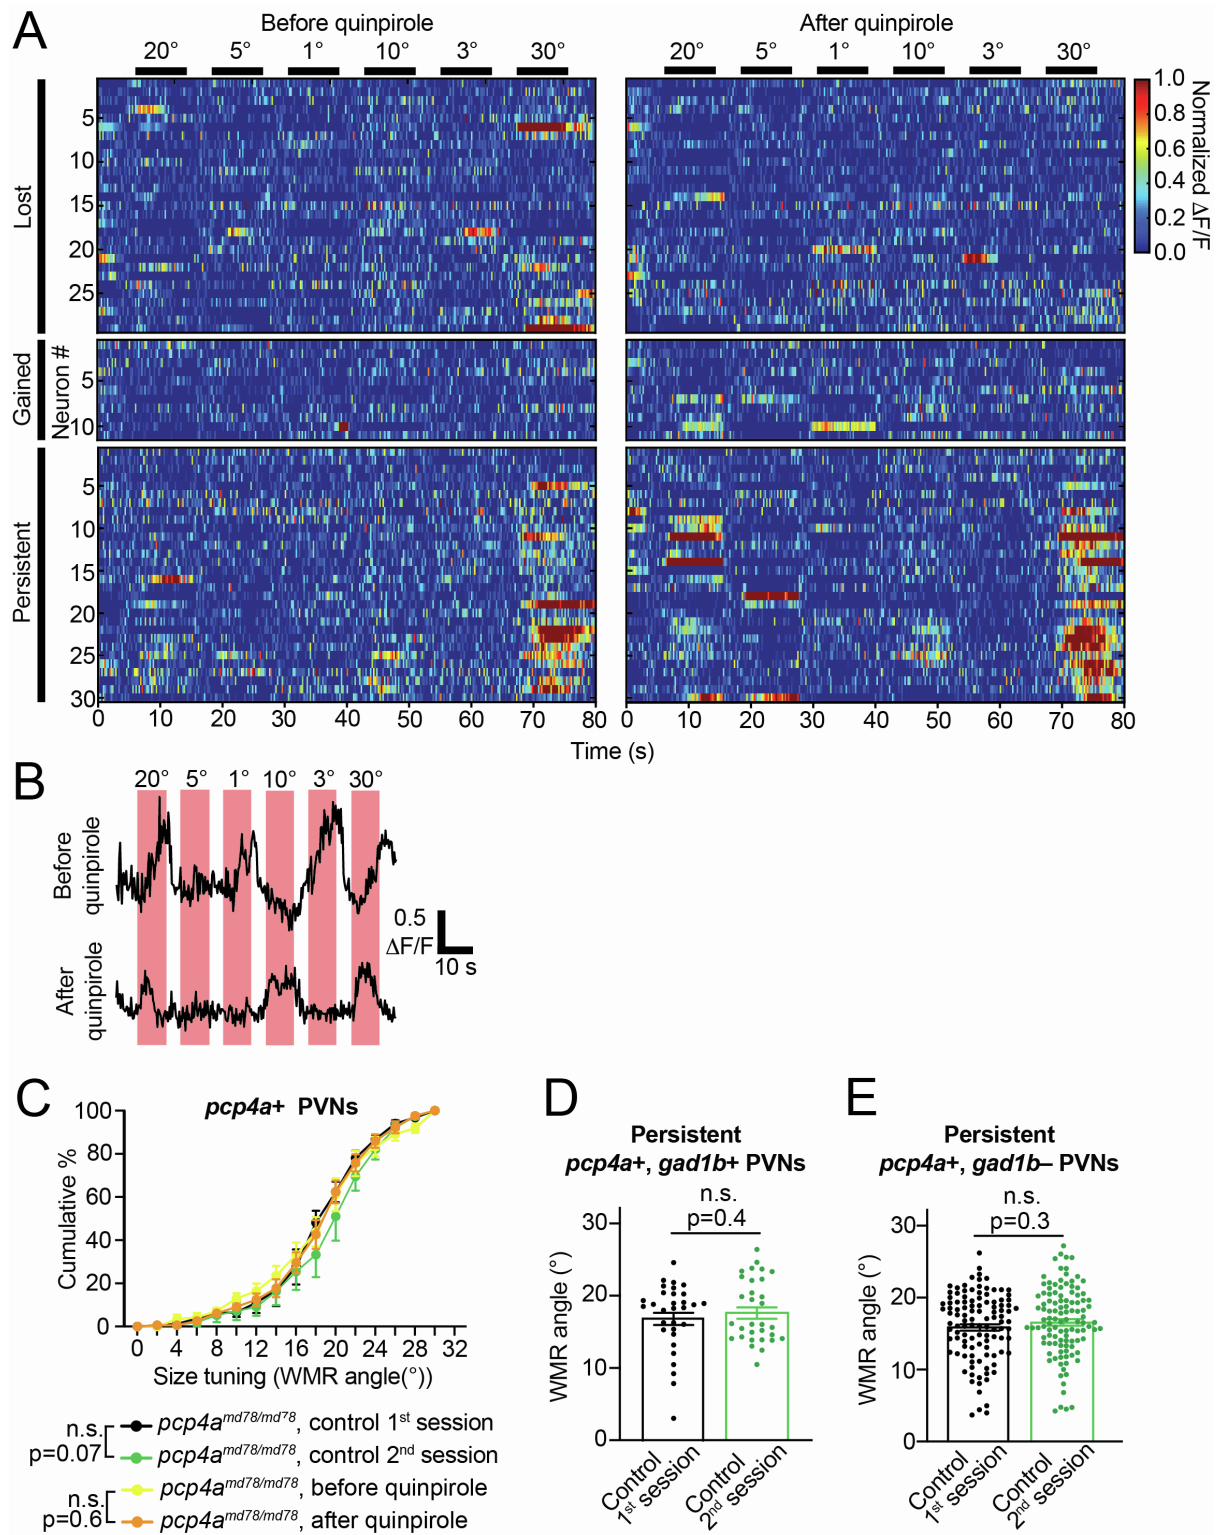 A
Before quinpirole
After quinpirole
20° 5° 1° 10° 3° 30°
20° 5° 1° 10° 3° 30°
Lost
5
10
15
20
25
1.0
0.8
0.6
0.4
0.2
0.0
Normalized ΔF/F
Gained
Neuron #
5
10
Persistent
5
10
15
20
25
30
0 10 20 30 40 50 60 70 80
0 10 20 30 40 50 60 70 80
Time (s)
B
20° 5° 1° 10° 3° 30°
Before
quinpirole
After
quinpirole
0.5
ΔF/F
10 s
C
pcp4a+ PVNs
Cumulative %
100
80
60
40
20
0
0 4 8 12 16 20 24 28 32
Size tuning (WMR angle(°))
n.s.
p=0.07
pcp4a^md78/md78, control 1st session
pcp4a^md78/md78, control 2nd session
n.s.
p=0.6
pcp4a^md78/md78, before quinpirole
pcp4a^md78/md78, after quinpirole
D
Persistent
pcp4a+, gad1b+ PVNs
n.s.
p=0.4
WMR angle (°)
30
20
10
0
Control
1st session
Control
2nd session
E
Persistent
pcp4a+, gad1b– PVNs
n.s.
p=0.3
WMR angle (°)
30
20
10
0
Control
1st session
Control
2nd session